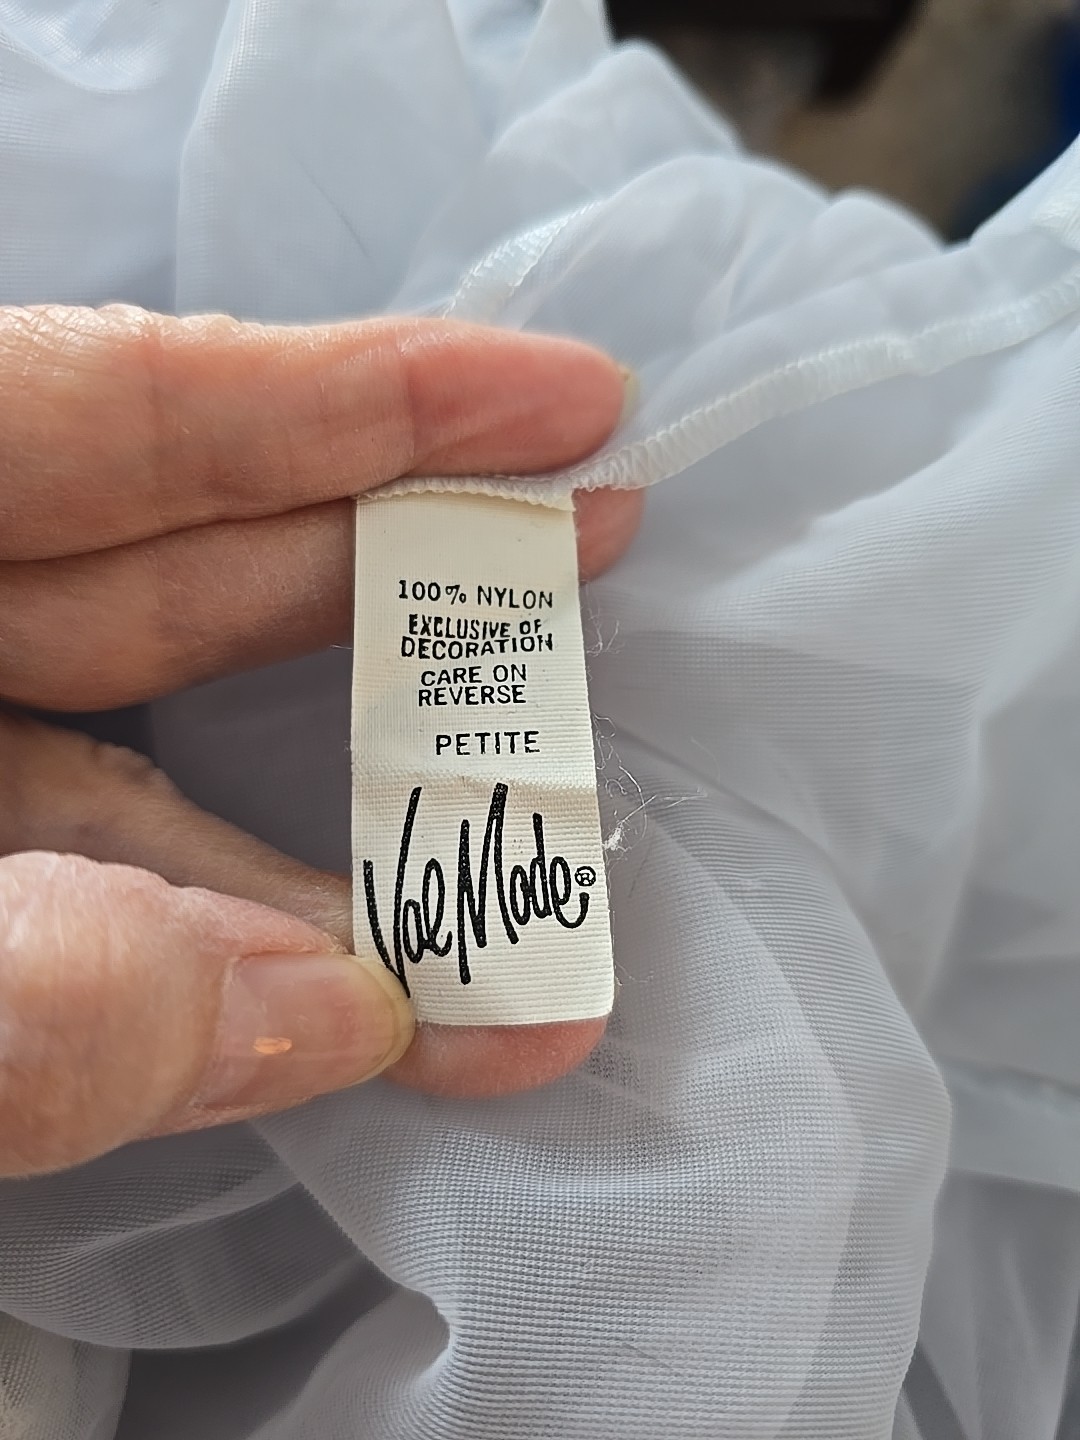 100% NYLON
EXCLUSIVE OF
DECORATION
CARE ON
REVERSE
PETITE
Val Mode®